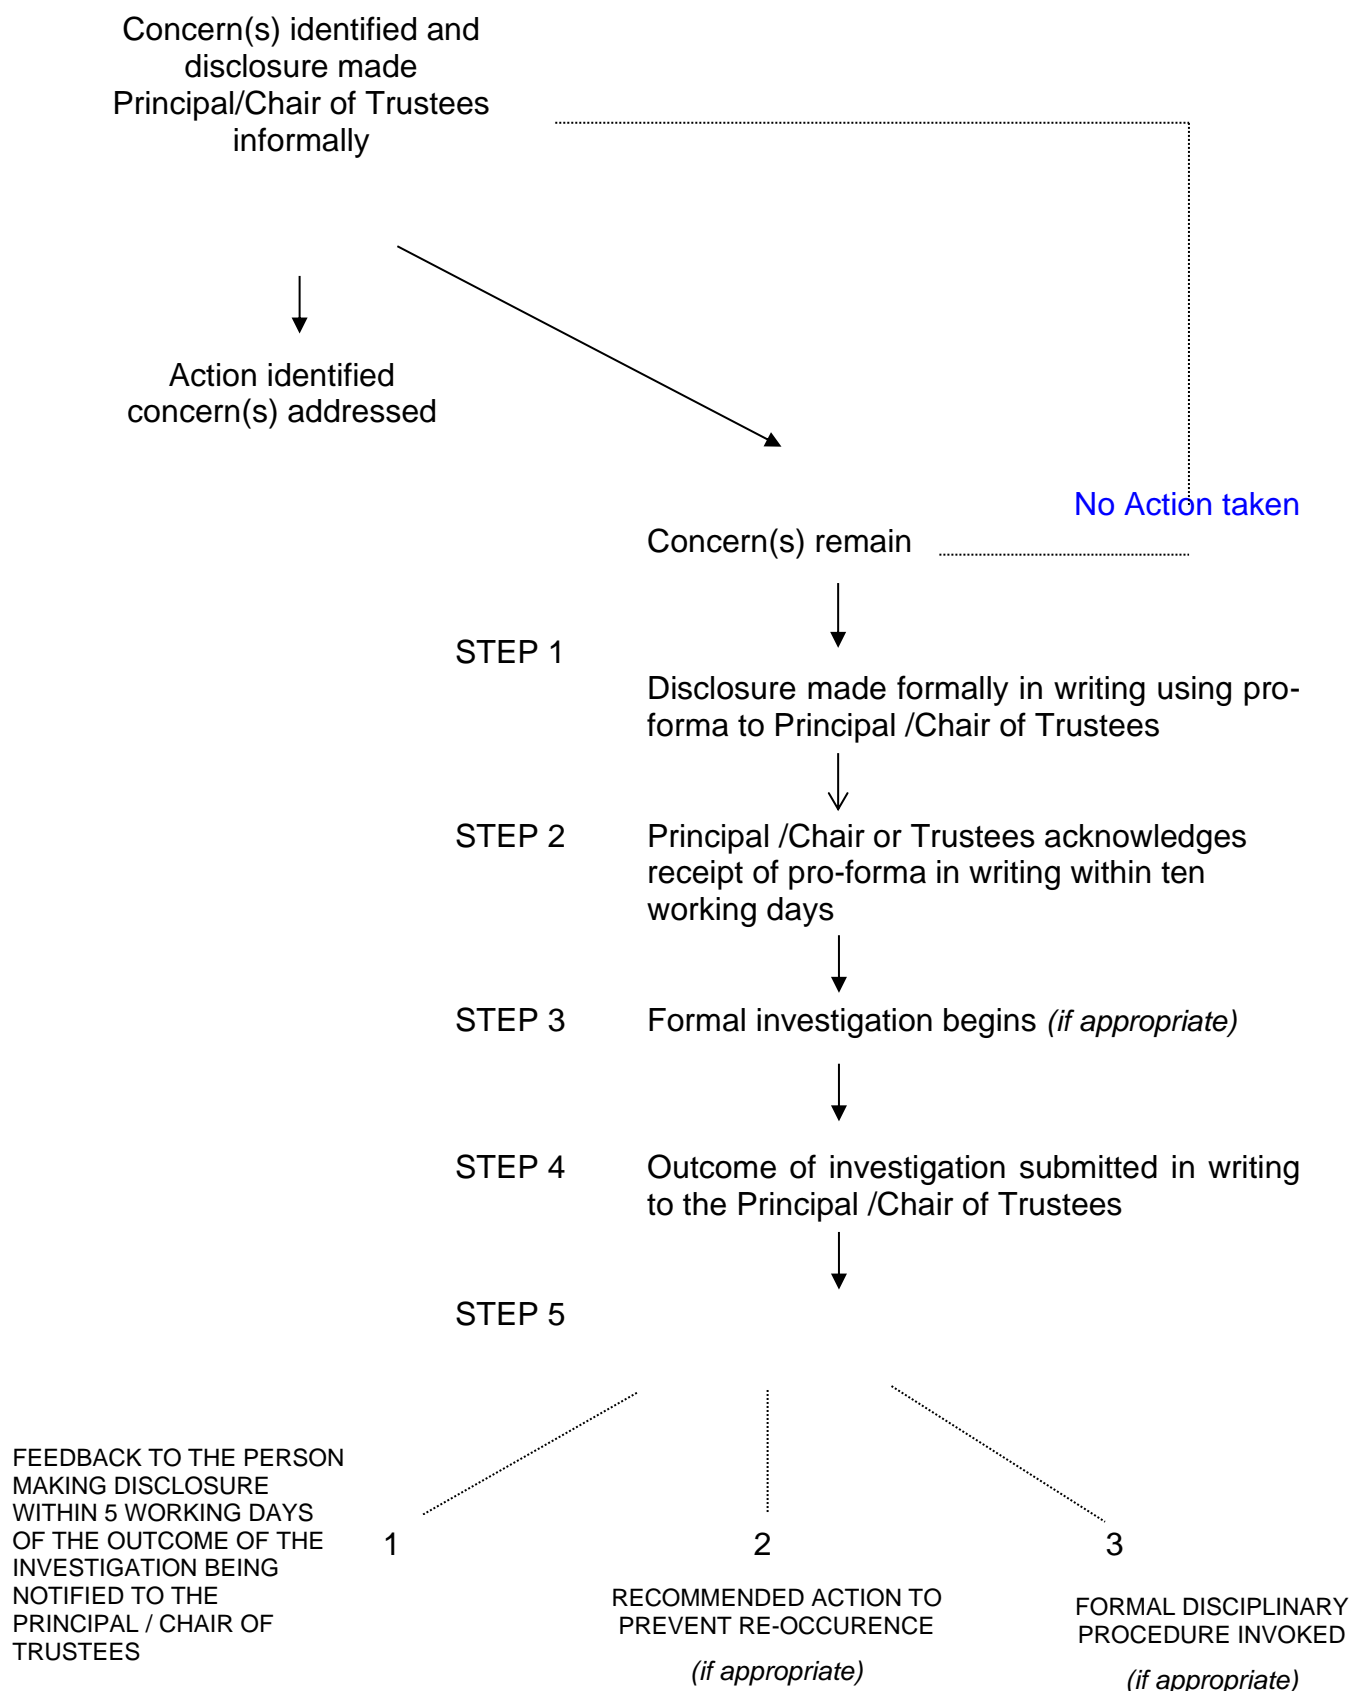 Concern(s) identified and
disclosure made
Principal/Chair of Trustees
informally
Action identified
concern(s) addressed
No Action taken
Concern(s) remain
STEP 1
Disclosure made formally in writing using pro-
forma to Principal /Chair of Trustees
STEP 2
Principal /Chair or Trustees acknowledges
receipt of pro-forma in writing within ten
working days
STEP 3
Formal investigation begins (if appropriate)
STEP 4
Outcome of investigation submitted in writing
to the Principal /Chair of Trustees
STEP 5
FEEDBACK TO THE PERSON
MAKING DISCLOSURE
WITHIN 5 WORKING DAYS
OF THE OUTCOME OF THE
INVESTIGATION BEING
NOTIFIED TO THE
PRINCIPAL / CHAIR OF
TRUSTEES
1
2
RECOMMENDED ACTION TO
PREVENT RE-OCCURENCE
(if appropriate)
3
FORMAL DISCIPLINARY
PROCEDURE INVOKED
(if appropriate)